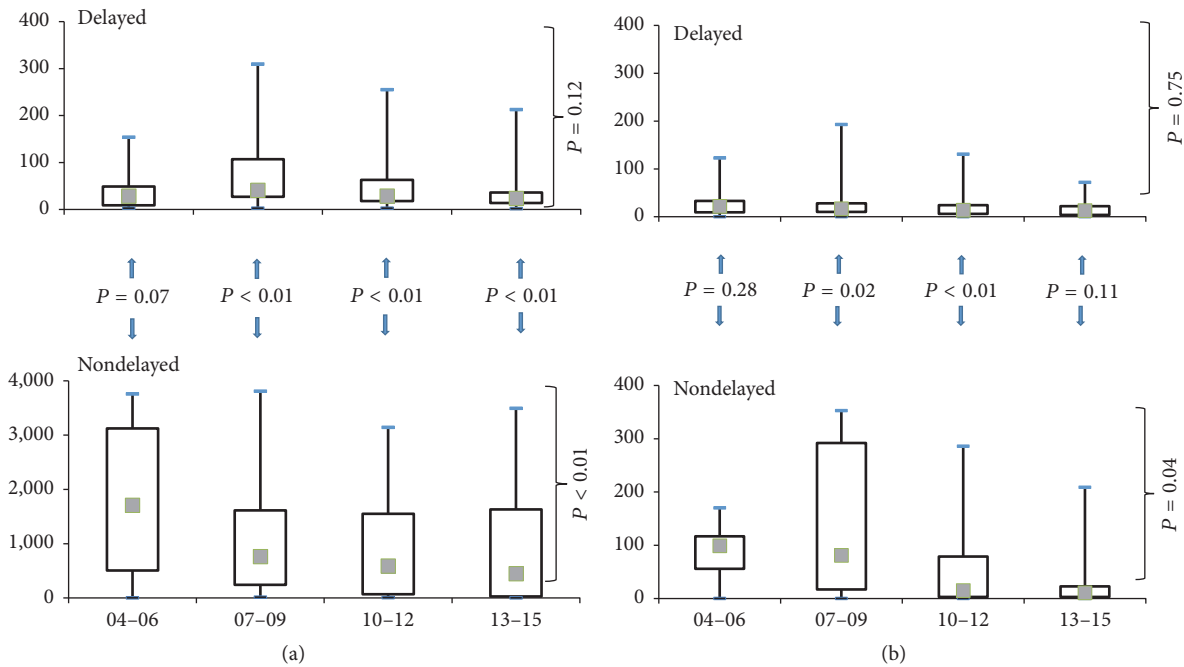 Delayed
400
300
200
100
0
P = 0.12
P = 0.07
P < 0.01
P < 0.01
P < 0.01
Nondelayed
4,000
3,000
2,000
1,000
0
P < 0.01
04–06
07–09
10–12
13–15
(a)
Delayed
400
300
200
100
0
P = 0.75
P = 0.28
P = 0.02
P < 0.01
P = 0.11
Nondelayed
400
300
200
100
0
P = 0.04
04–06
07–09
10–12
13–15
(b)